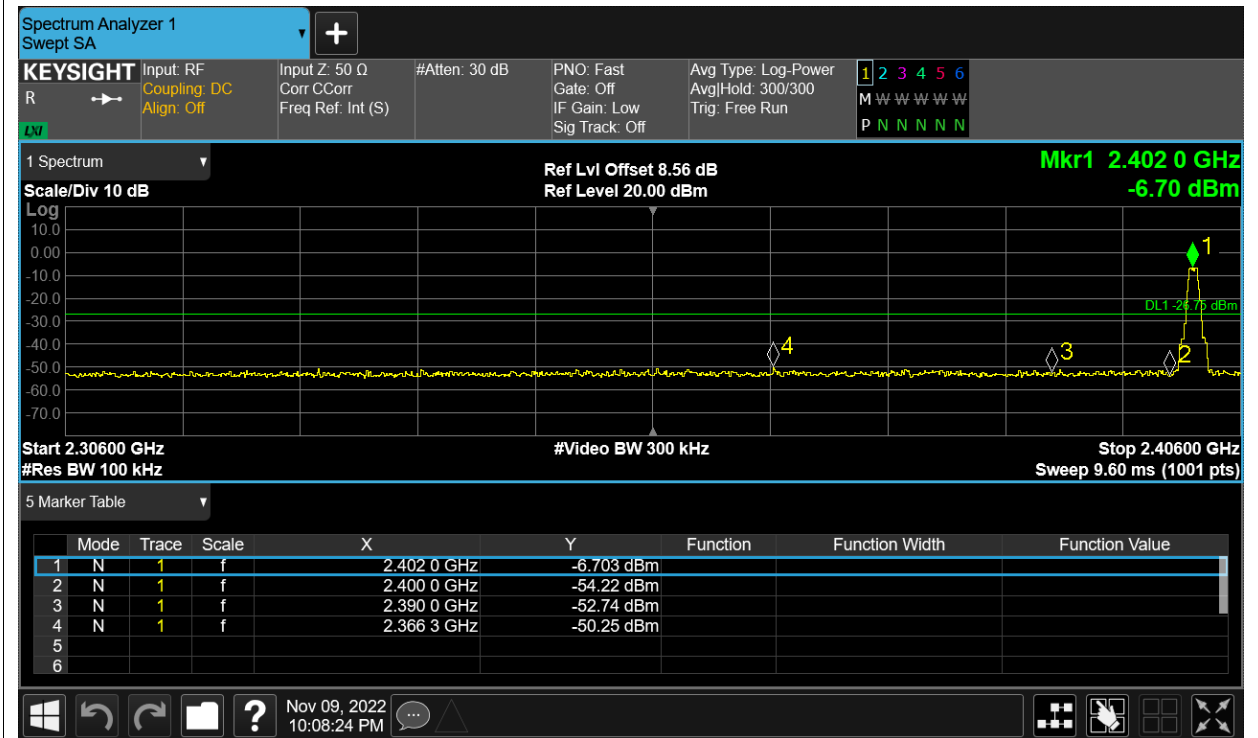 Spectrum Analyzer 1
Swept SA
+
KEYSIGHT
R
LXI
Input: RF
Coupling: DC
Align: Off
Input Z: 50 Ω
Corr CCorr
Freq Ref: Int (S)
#Atten: 30 dB
PNO: Fast
Gate: Off
IF Gain: Low
Sig Track: Off
Avg Type: Log-Power
Avg|Hold: 300/300
Trig: Free Run
1 2 3 4 5 6
M W W W W W
P N N N N N
1 Spectrum
Scale/Div 10 dB
Ref Lvl Offset 8.56 dB
Ref Level 20.00 dBm
Mkr1 2.402 0 GHz
-6.70 dBm
Log
10.0
0.00
-10.0
-20.0
-30.0
-40.0
-50.0
-60.0
-70.0
1
DL1 -26.75 dBm
4
3
2
Start 2.30600 GHz
#Video BW 300 kHz
Stop 2.40600 GHz
#Res BW 100 kHz
Sweep 9.60 ms (1001 pts)
5 Marker Table
Mode Trace Scale X Y Function Function Width Function Value
1 N 1 f 2.402 0 GHz -6.703 dBm
2 N 1 f 2.400 0 GHz -54.22 dBm
3 N 1 f 2.390 0 GHz -52.74 dBm
4 N 1 f 2.366 3 GHz -50.25 dBm
5
6
?
Nov 09, 2022
10:08:24 PM